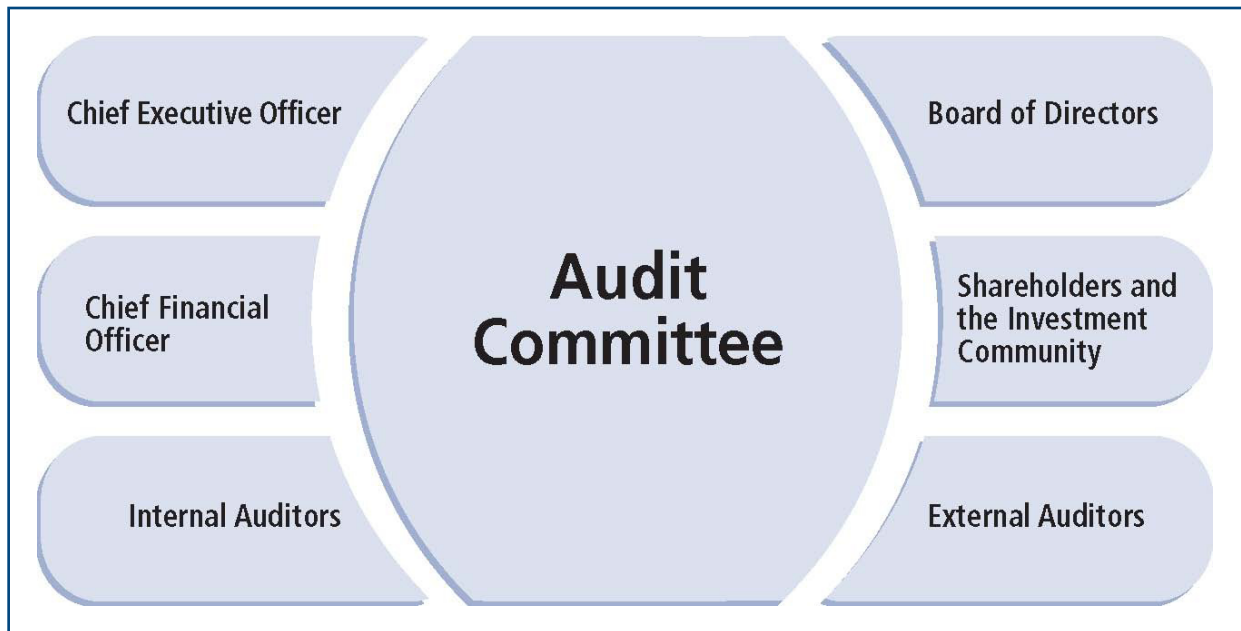 Chief Executive Officer
Chief Financial
Officer
Internal Auditors
Audit
Committee
Board of Directors
Shareholders and
the Investment
Community
External Auditors